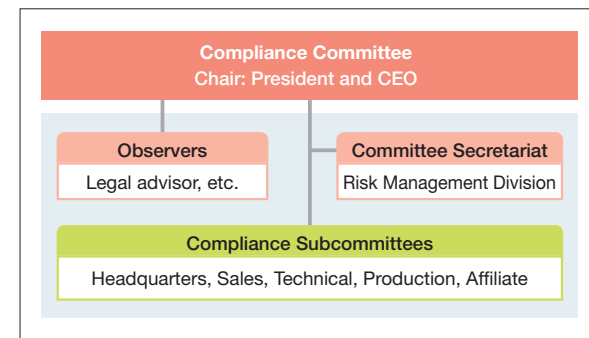 Compliance Committee
Chair: President and CEO
Observers
Legal advisor, etc.
Committee Secretariat
Risk Management Division
Compliance Subcommittees
Headquarters, Sales, Technical, Production, Affiliate